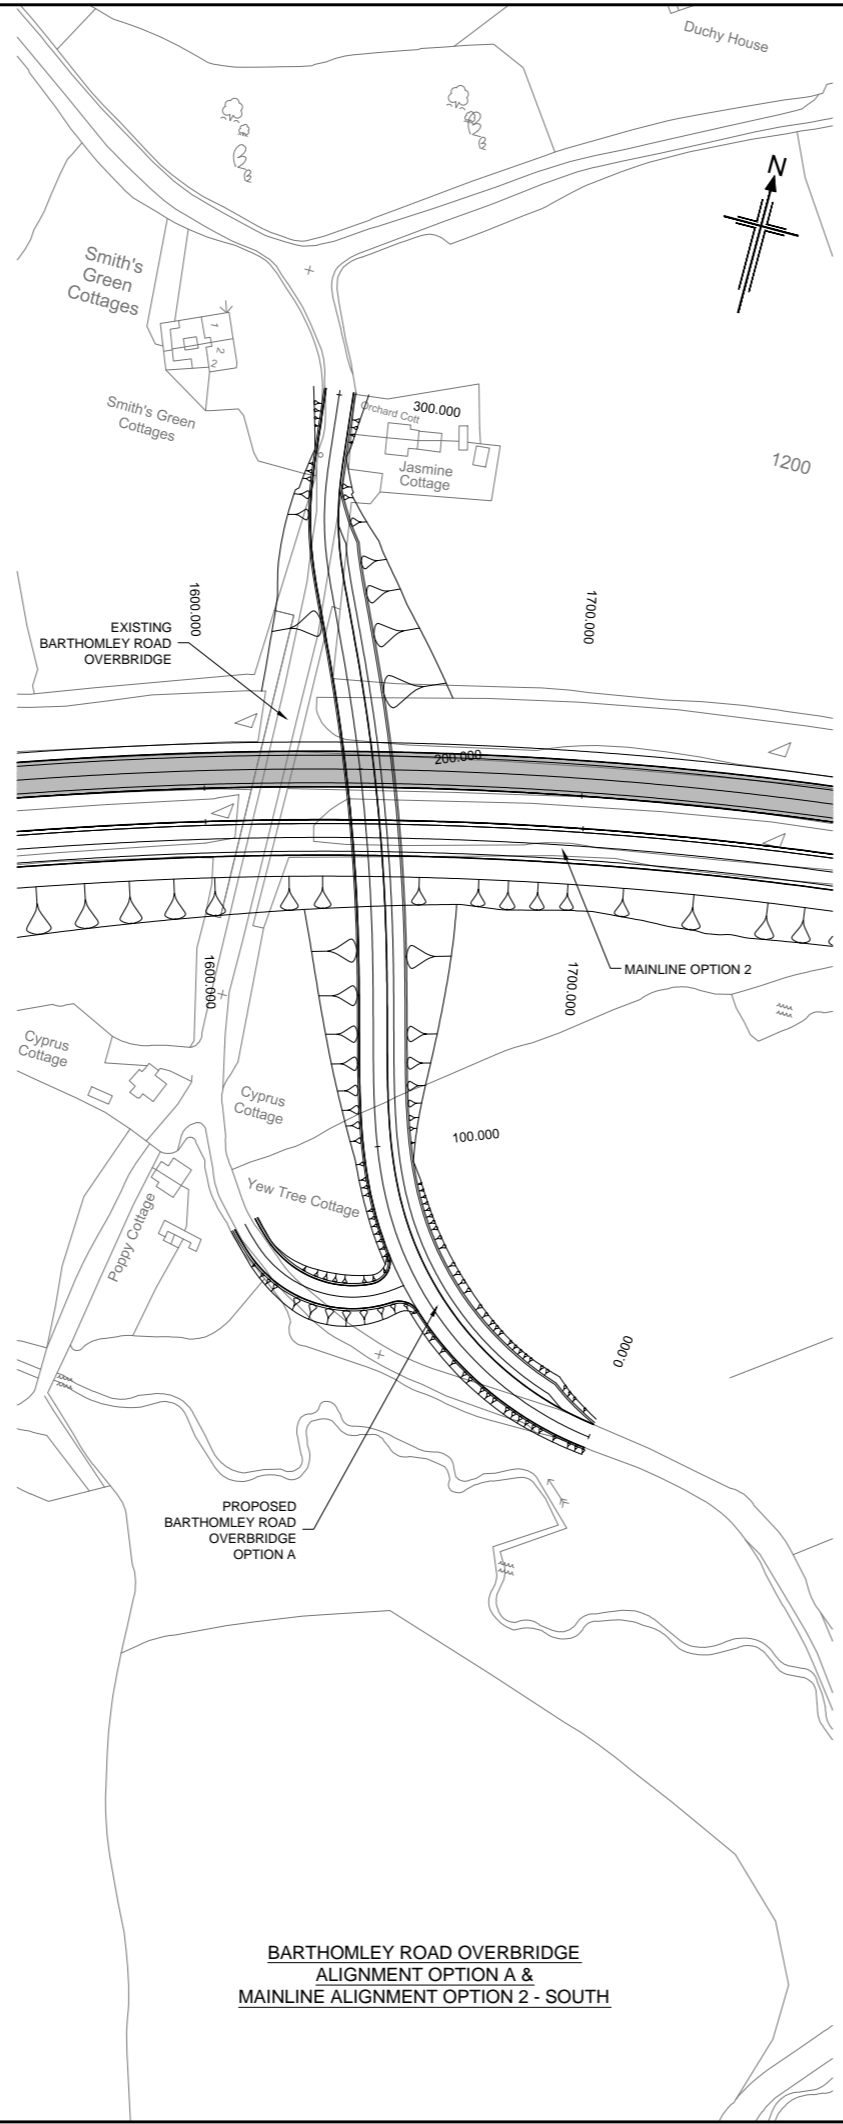 Duchy House
N
Smith's
Green
Cottages
1
2
2
Smith's Green
Cottages
Orchard Cott
300.000
Jasmine
Cottage
1200
1600.000
1700.000
EXISTING
BARTHOMLEY ROAD
OVERBRIDGE
200.000
MAINLINE OPTION 2
1600.000
1700.000
Cyprus
Cottage
Cyprus
Cottage
100.000
Yew Tree Cottage
Poppy Cottage
0.000
PROPOSED
BARTHOMLEY ROAD
OVERBRIDGE
OPTION A
BARTHOMLEY ROAD OVERBRIDGE
ALIGNMENT OPTION A &
MAINLINE ALIGNMENT OPTION 2 - SOUTH